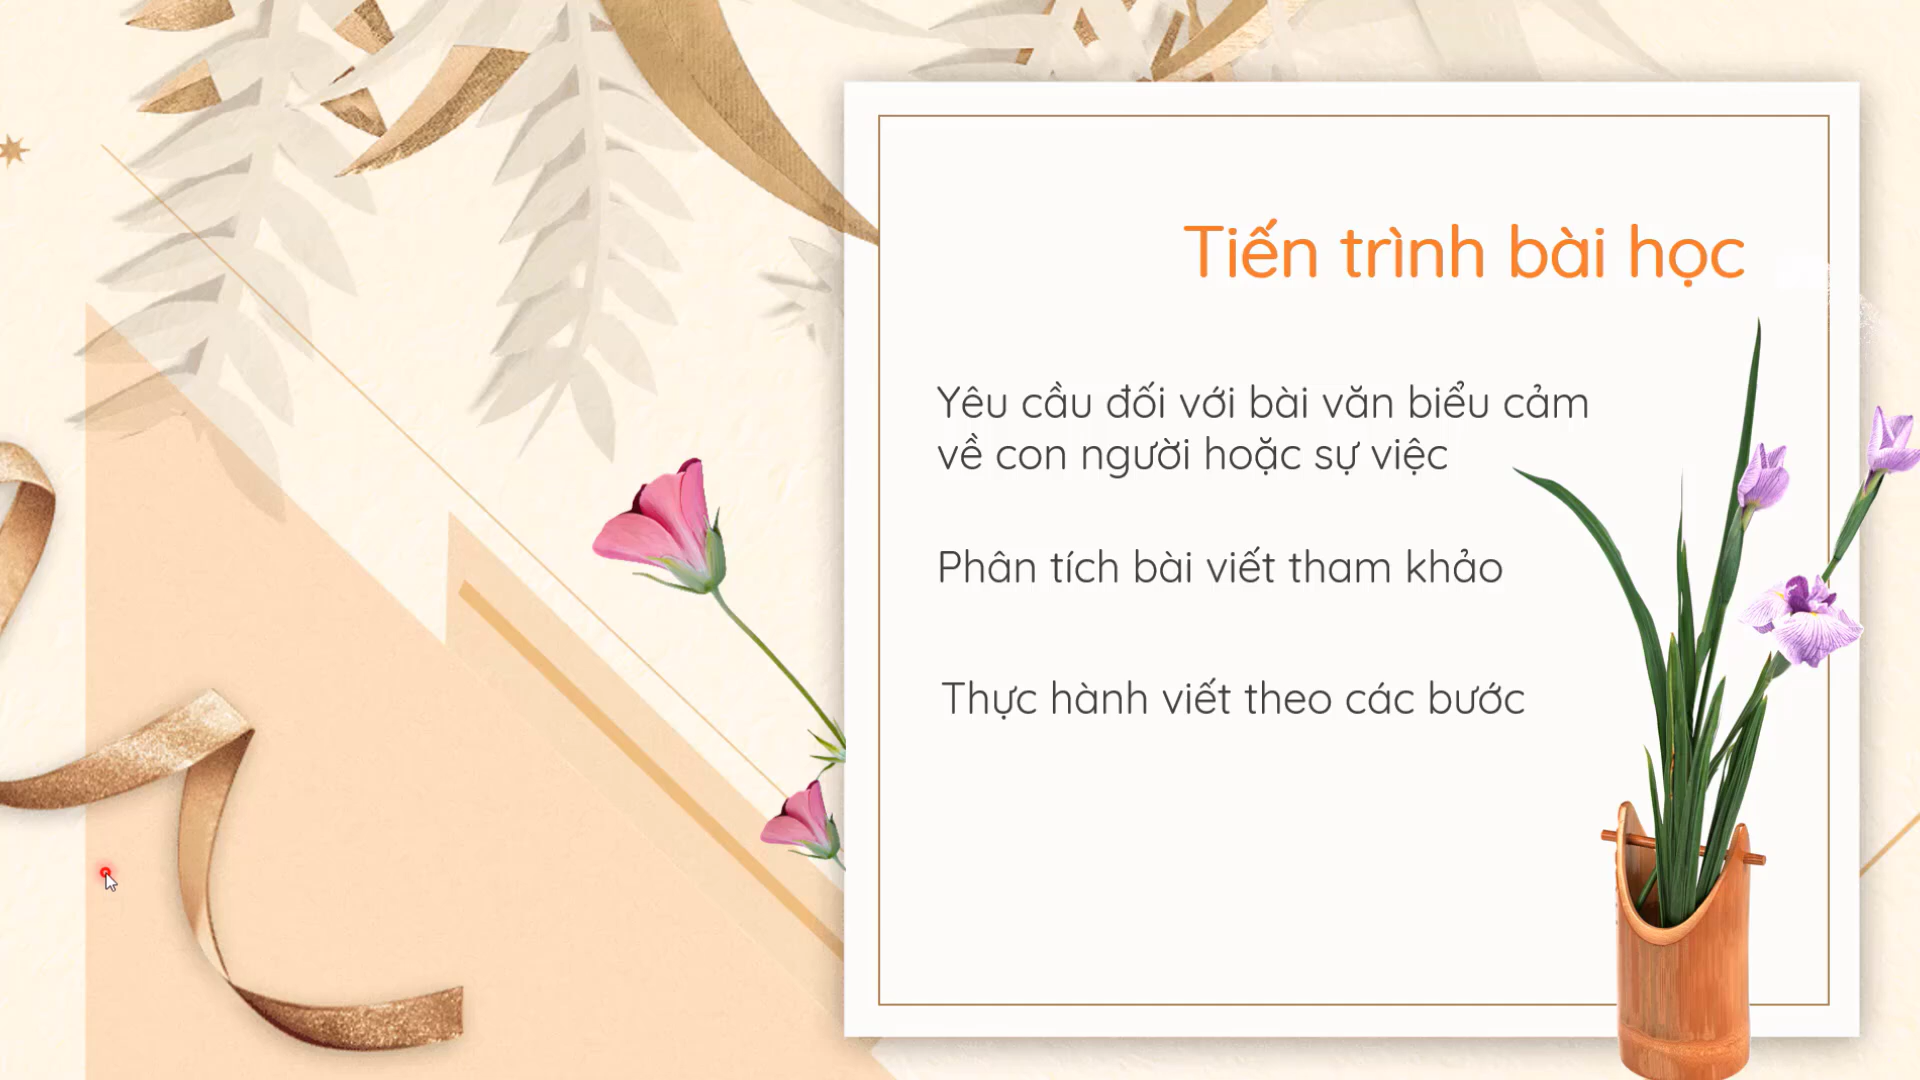 Tiến trình bài học
Yêu cầu đối với bài văn biểu cảm
về con người hoặc sự việc
Phân tích bài viết tham khảo
Thực hành viết theo các bước